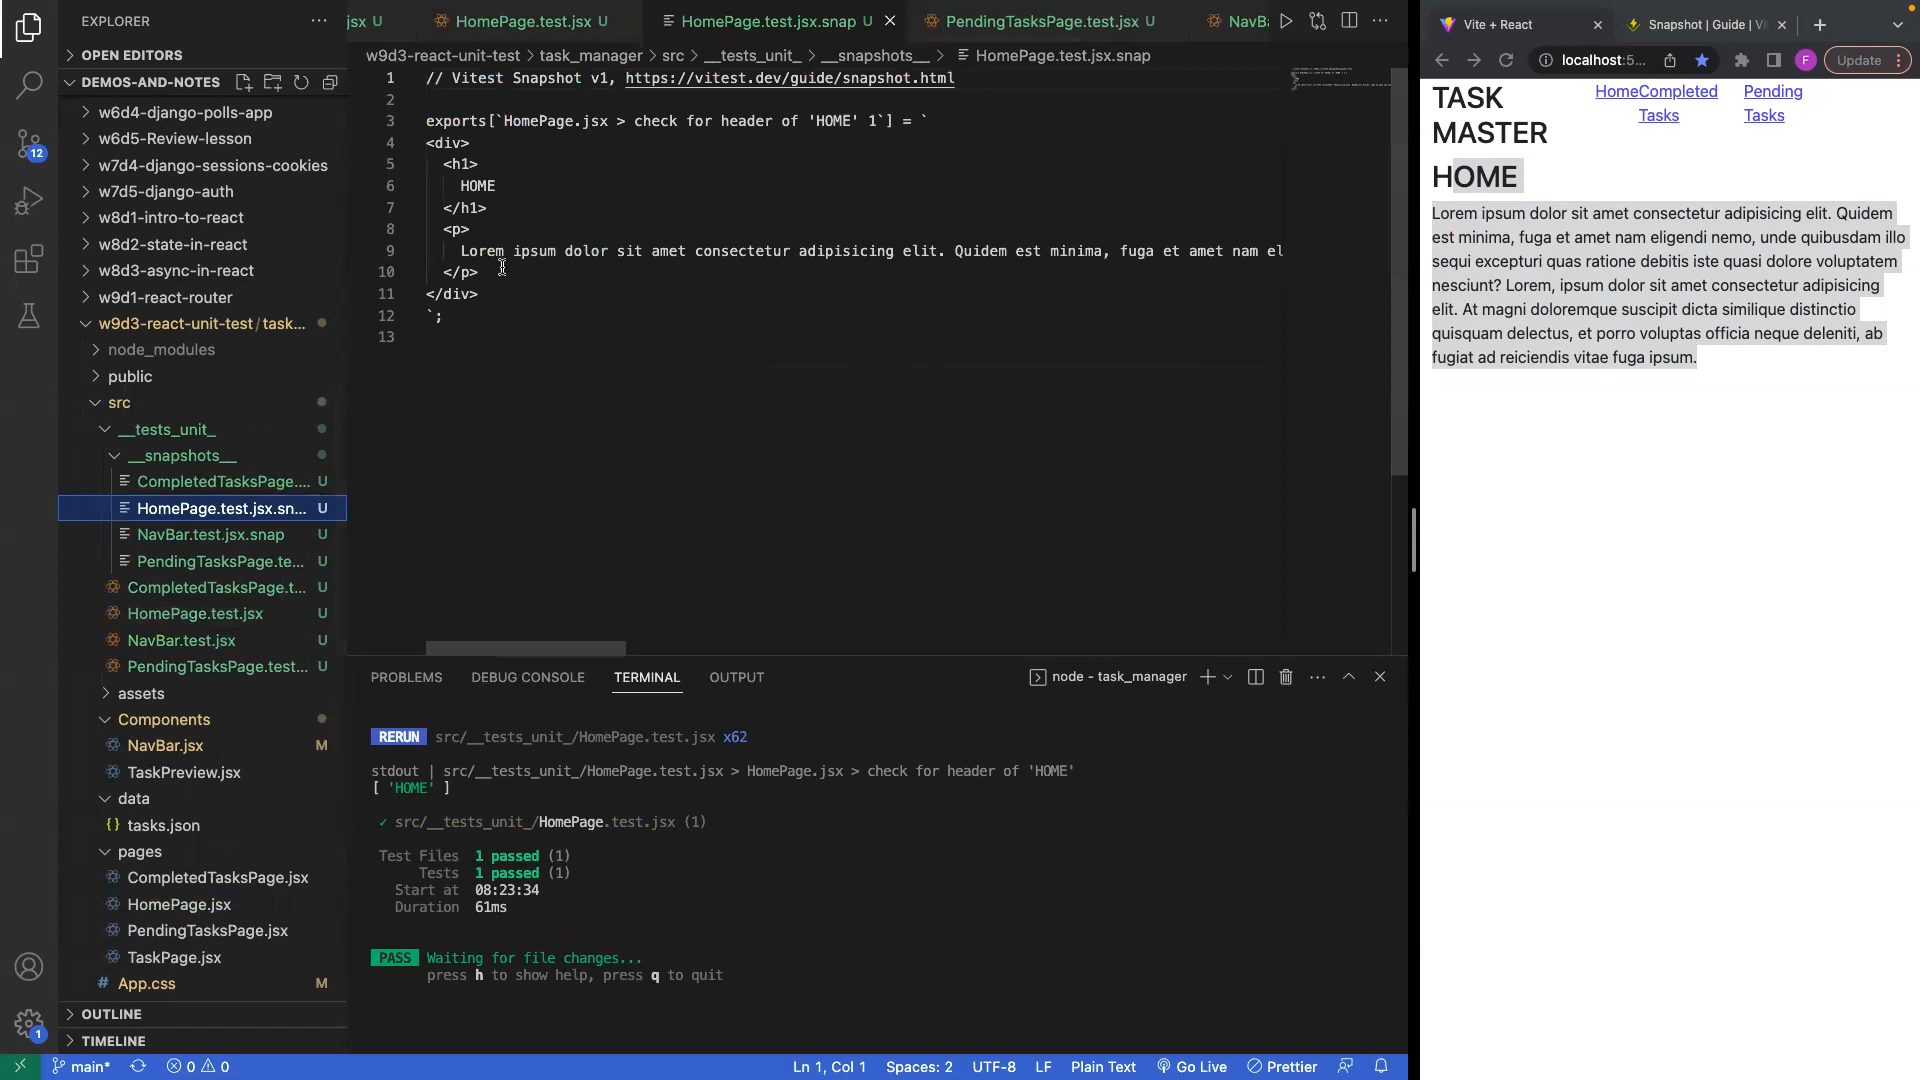 EXPLORER
OPEN EDITORS
DEMOS-AND-NOTES
w6d4-django-polls-app
w6d5-Review-lesson
w7d4-django-sessions-cookies
w7d5-django-auth
w8d1-intro-to-react
w8d2-state-in-react
w8d3-async-in-react
w9d1-react-router
w9d3-react-unit-test / task...
node_modules
public
src
__tests_unit_
__snapshots__
CompletedTasksPage.... U
HomePage.test.jsx.sn... U
NavBar.test.jsx.snap U
PendingTasksPage.te... U
CompletedTasksPage.t... U
HomePage.test.jsx U
NavBar.test.jsx U
PendingTasksPage.test... U
assets
Components
NavBar.jsx M
TaskPreview.jsx
data
{} tasks.json
pages
CompletedTasksPage.jsx
HomePage.jsx
PendingTasksPage.jsx
TaskPage.jsx
# App.css M
OUTLINE
TIMELINE
12
1
jsx U HomePage.test.jsx U HomePage.test.jsx.snap U PendingTasksPage.test.jsx U NavBa
w9d3-react-unit-test > task_manager > src > __tests_unit_ > __snapshots__ > HomePage.test.jsx.snap
1 // Vitest Snapshot v1, https://vitest.dev/guide/snapshot.html
2
3 exports[`HomePage.jsx > check for header of 'HOME' 1`] = `
4 <div>
5 <h1>
6 HOME
7 </h1>
8 <p>
9 Lorem ipsum dolor sit amet consectetur adipisicing elit. Quidem est minima, fuga et amet nam el
10 </p>
11 </div>
12 `;
13
PROBLEMS DEBUG CONSOLE TERMINAL OUTPUT node - task_manager
RERUN src/__tests_unit_/HomePage.test.jsx x62
stdout | src/__tests_unit_/HomePage.test.jsx > HomePage.jsx > check for header of 'HOME'
[ 'HOME' ]
✓ src/__tests_unit_/HomePage.test.jsx (1)
Test Files 1 passed (1)
Tests 1 passed (1)
Start at 08:23:34
Duration 61ms
PASS Waiting for file changes...
press h to show help, press q to quit
main* 0 0 Ln 1, Col 1 Spaces: 2 UTF-8 LF Plain Text Go Live Prettier
Vite + React Snapshot | Guide | Vi
localhost:5... F Update
TASK MASTER
HomeCompleted Tasks
Pending Tasks
HOME
Lorem ipsum dolor sit amet consectetur adipisicing elit. Quidem
est minima, fuga et amet nam eligendi nemo, unde quibusdam illo
sequi excepturi quas ratione debitis iste quasi dolore voluptatem
nesciunt? Lorem, ipsum dolor sit amet consectetur adipisicing
elit. At magni doloremque suscipit dicta similique distinctio
quisquam delectus, et porro voluptas officia neque deleniti, ab
fugiat ad reiciendis vitae fuga ipsum.